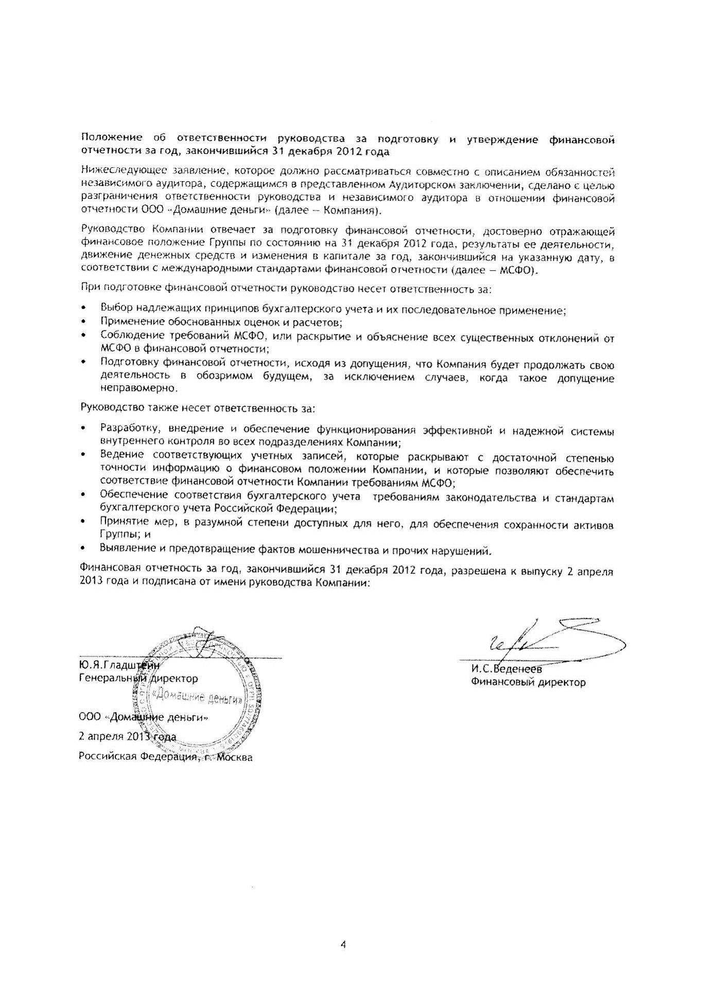 Положение об ответственности руководства за подготовку и утверждение финансовой
отчетности за год, закончившийся 31 декабря 2012 года
Нижеследующее заявление, которое должно рассматриваться совместно с описанием обязанностей
независимого аудитора, содержащимся в представленном Аудиторском заключении, сделано с целью
разграничения ответственности руководства и независимого аудитора в отношении финансовой
отчетности ООО «Домашние деньги» (далее – Компания).
Руководство Компании отвечает за подготовку финансовой отчетности, достоверно отражающей
финансовое положение Группы по состоянию на 31 декабря 2012 года, результаты ее деятельности,
движение денежных средств и изменения в капитале за год, закончившийся на указанную дату, в
соответствии с международными стандартами финансовой отчетности (далее – МСФО).
При подготовке финансовой отчетности руководство несет ответственность за:
• Выбор надлежащих принципов бухгалтерского учета и их последовательное применение;
• Применение обоснованных оценок и расчетов;
• Соблюдение требований МСФО, или раскрытие и объяснение всех существенных отклонений от
МСФО в финансовой отчетности;
• Подготовку финансовой отчетности, исходя из допущения, что Компания будет продолжать свою
деятельность в обозримом будущем, за исключением случаев, когда такое допущение
неправомерно.
Руководство также несет ответственность за:
• Разработку, внедрение и обеспечение функционирования эффективной и надежной системы
внутреннего контроля во всех подразделениях Компании;
• Ведение соответствующих учетных записей, которые раскрывают с достаточной степенью
точности информацию о финансовом положении Компании, и которые позволяют обеспечить
соответствие финансовой отчетности Компании требованиям МСФО;
• Обеспечение соответствия бухгалтерского учета требованиям законодательства и стандартам
бухгалтерского учета Российской Федерации;
• Принятие мер, в разумной степени доступных для него, для обеспечения сохранности активов
Группы; и
• Выявление и предотвращение фактов мошенничества и прочих нарушений.
Финансовая отчетность за год, закончившийся 31 декабря 2012 года, разрешена к выпуску 2 апреля
2013 года и подписана от имени руководства Компании:
Ю.Я.Гладштейн
Генеральный директор
И.С.Веденеев
Финансовый директор
«Домашние деньги»
ООО «Домашние деньги»
2 апреля 2013 года
Российская Федерация, г. Москва
4